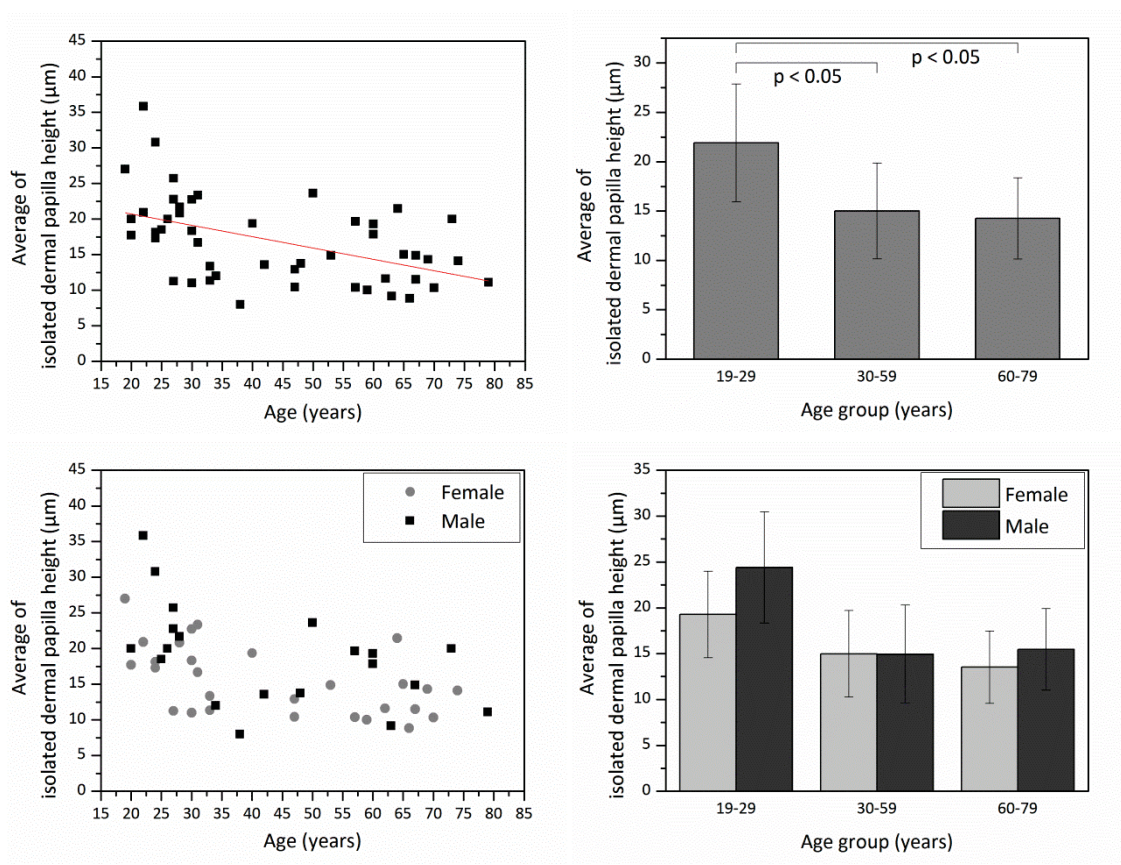 Average of
isolated dermal papilla height (µm)
45
40
35
30
25
20
15
10
5
0
15 20 25 30 35 40 45 50 55 60 65 70 75 80 85
Age (years)
Average of
isolated dermal papilla height (µm)
30
25
20
15
10
5
0
p < 0.05
p < 0.05
19-29 30-59 60-79
Age group (years)
Average of
isolated dermal papilla height (µm)
45
40
35
30
25
20
15
10
5
0
Female
Male
15 20 25 30 35 40 45 50 55 60 65 70 75 80 85
Age (years)
Average of
isolated dermal papilla height (µm)
35
30
25
20
15
10
5
0
Female
Male
19-29 30-59 60-79
Age group (years)